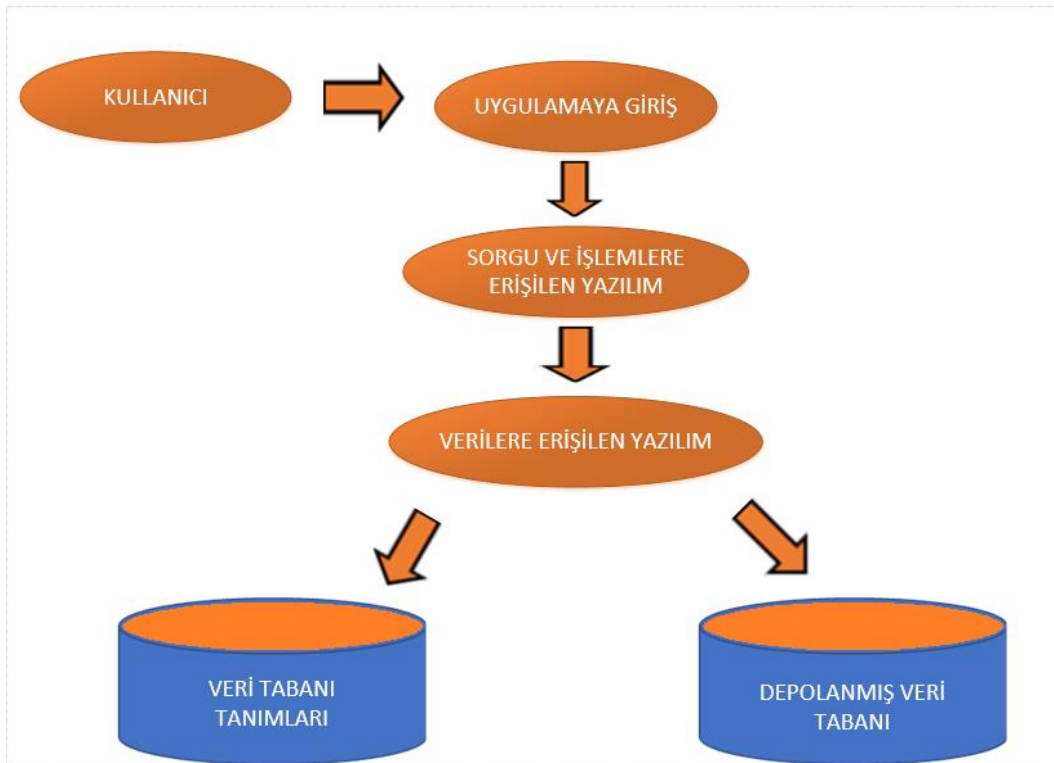 KULLANICI
UYGULAMAYA GİRİŞ
SORGU VE İŞLEMLERE
ERİŞİLEN YAZILIM
VERİLERE ERİŞİLEN YAZILIM
VERİ TABANI
TANIMLARI
DEPOLANMIŞ VERİ
TABANI